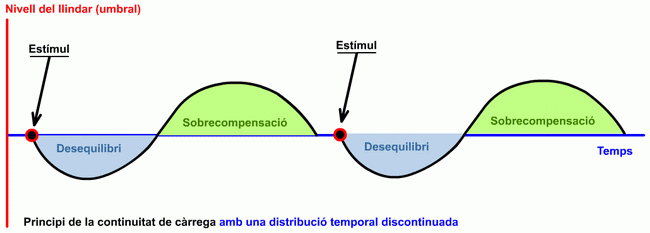 Nivell del llindar (umbral)
Estímul
Estímul
Desequilibri
Sobrecompensació
Desequilibri
Sobrecompensació
Temps
Principi de la continuitat de càrrega amb una distribució temporal discontinuada